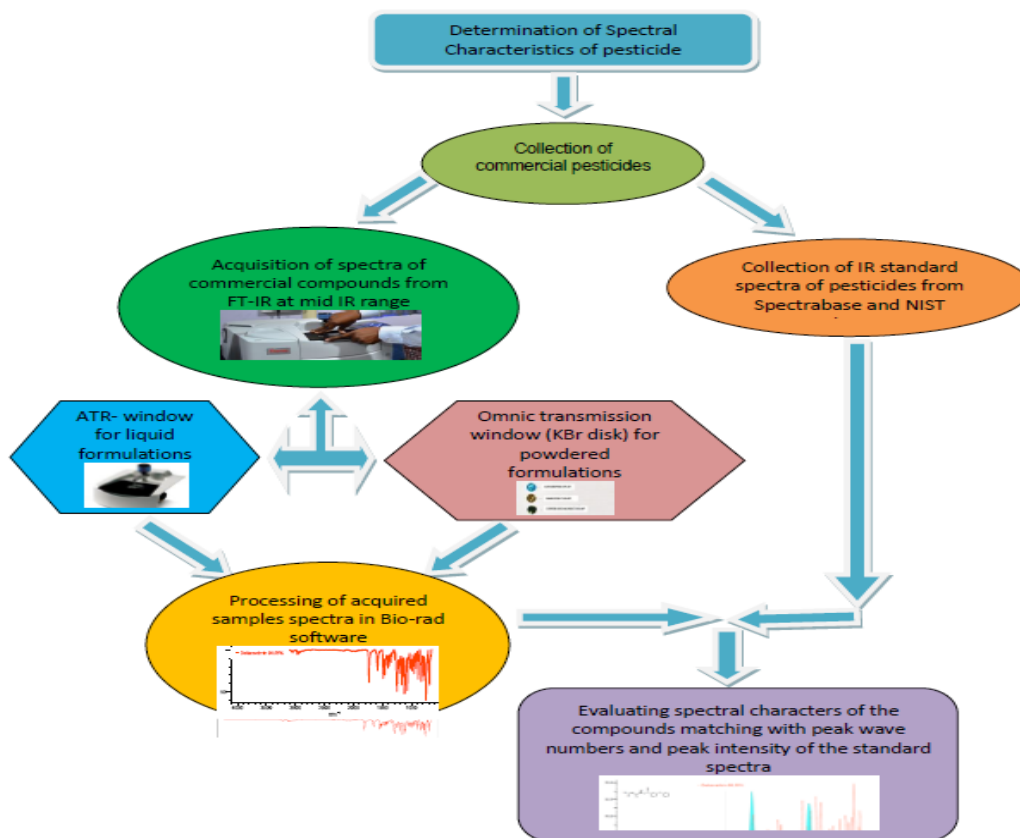 Determination of Spectral
Characteristics of pesticide
Collection of
commercial pesticides
Acquisition of spectra of
commercial compounds from
FT-IR at mid IR range
Collection of IR standard
spectra of pesticides from
Spectrabase and NIST
ATR- window
for liquid
formulations
Omnic transmission
window (KBr disk) for
powdered
formulations
Processing of acquired
samples spectra in Bio-rad
software
Evaluating spectral characters of the
compounds matching with peak wave
numbers and peak intensity of the standard
spectra